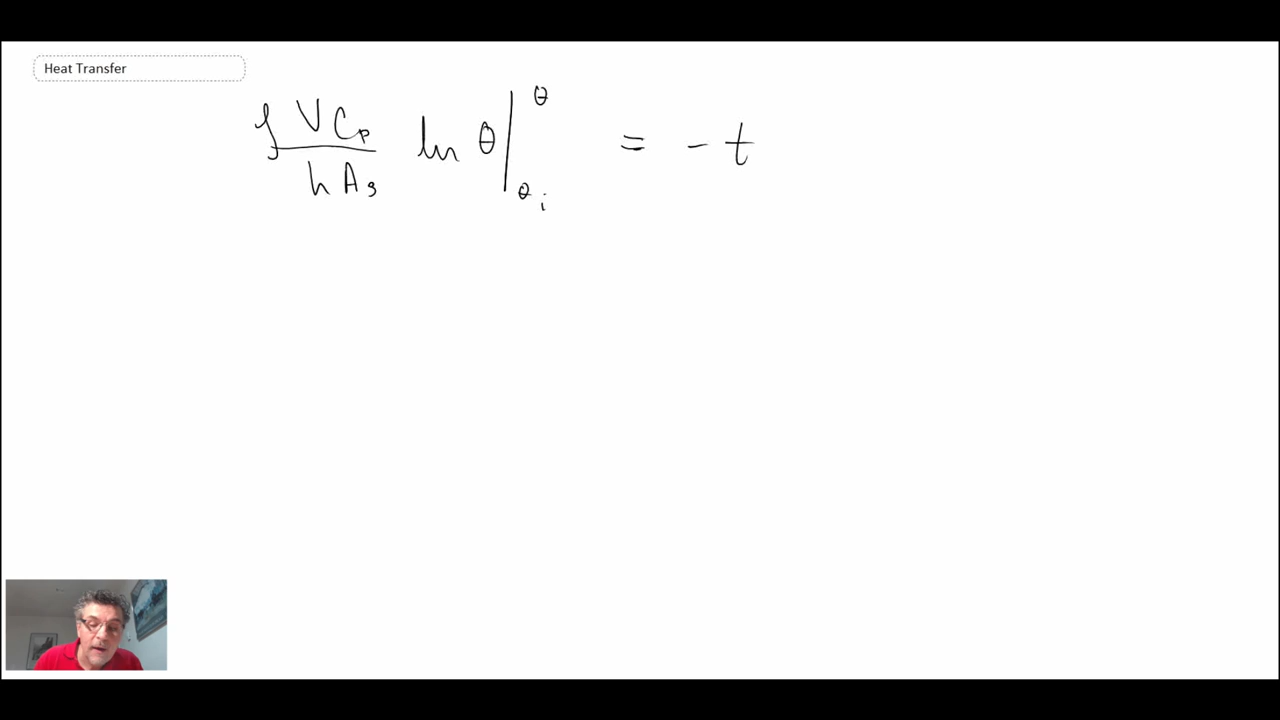 Heat Transfer
ρVCp/hAs ln θ|θi^θ = -t